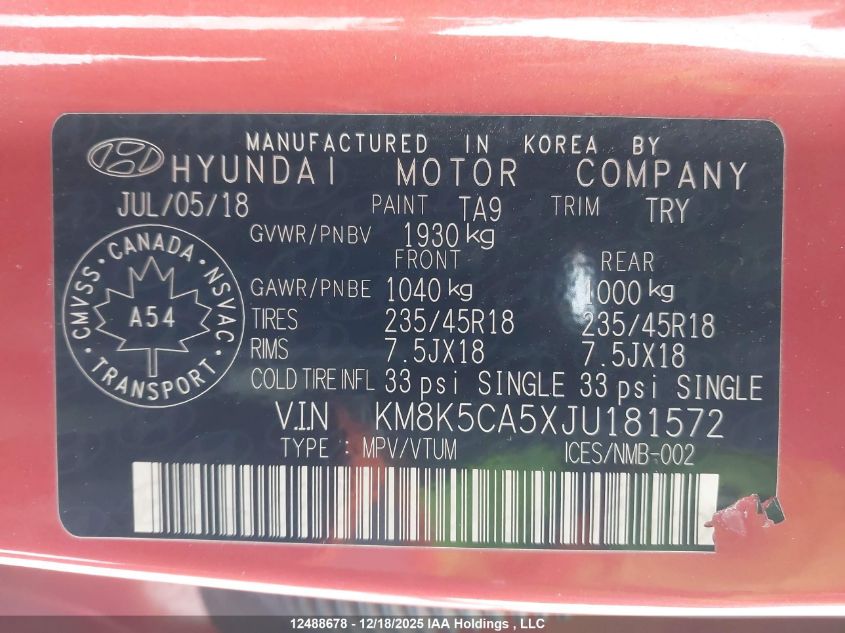 MANUFACTURED IN KOREA BY
HYUNDAI MOTOR COMPANY
JUL/05/18 PAINT TA9 TRIM TRY
GVWR/PNBV 1930 kg
FRONT REAR
GAWR/PNBE 1040 kg 1000 kg
TIRES 235/45R18 235/45R18
RIMS 7.5JX18 7.5JX18
COLD TIRE INFL 33 psi SINGLE 33 psi SINGLE
V.I.N KM8K5CA5XJU181572
TYPE : MPV/VTUM ICES/NMB-002
CMVSS · CANADA · NSVAC · TRANSPORT ·
A54
12488678 - 12/18/2025 IAA Holdings , /CA